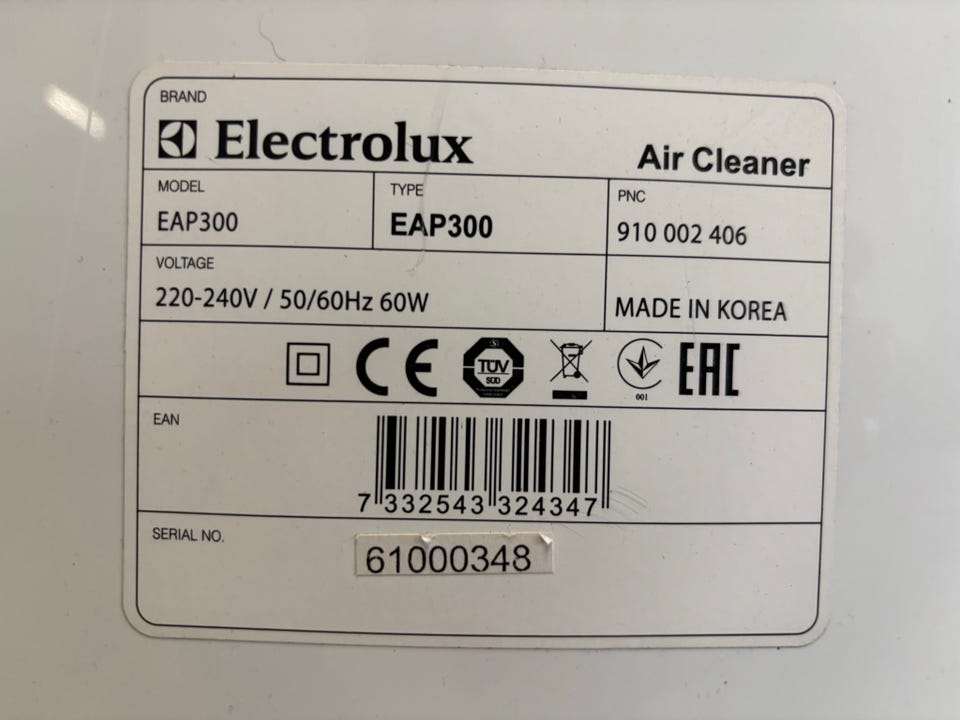 BRAND
Electrolux
Air Cleaner
MODEL
EAP300
TYPE
EAP300
PNC
910 002 406
VOLTAGE
220-240V / 50/60Hz 60W
MADE IN KOREA
CE
TÜV
SÜD
001
EAC
EAN
7 332543 324347
SERIAL NO.
61000348